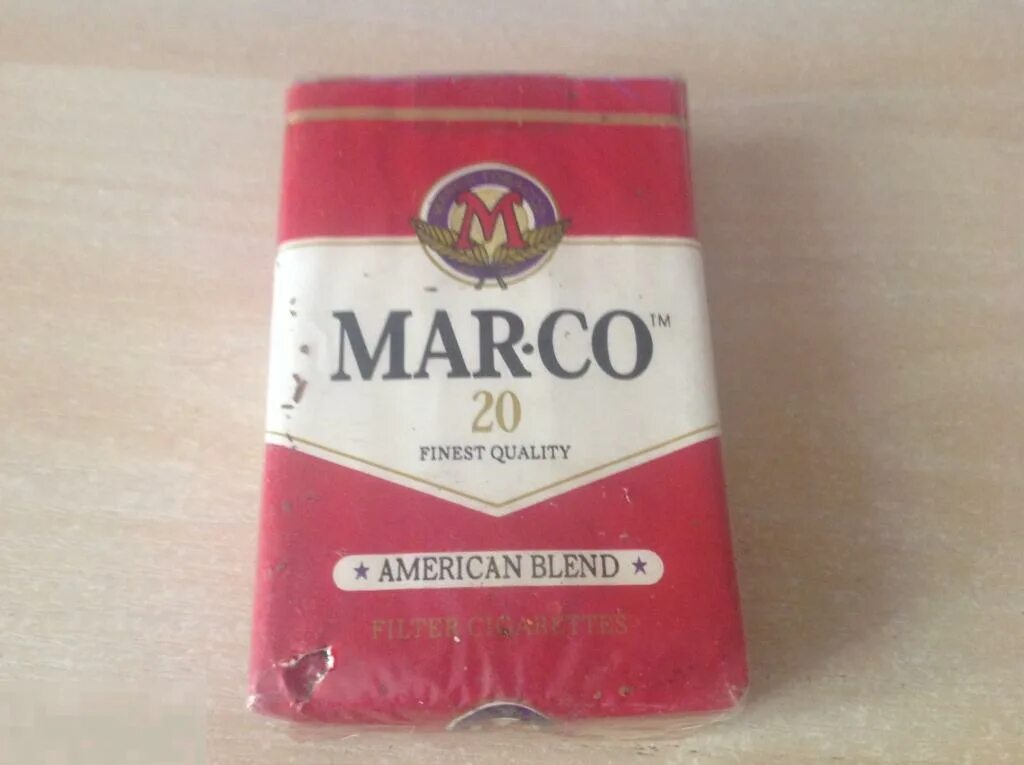 M
MAR·CO™
20
FINEST QUALITY
★ AMERICAN BLEND ★
FILTER CIGARETTES